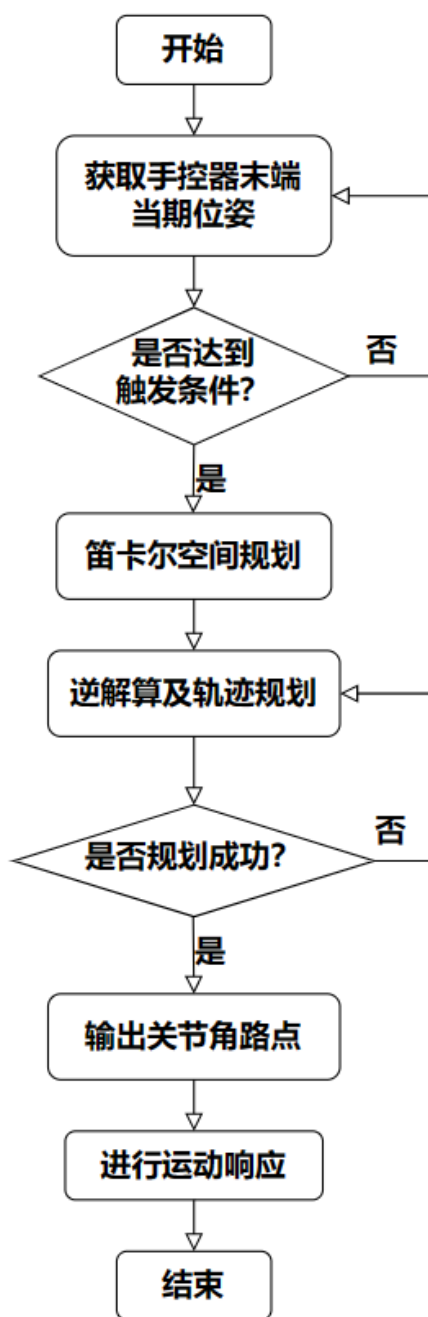 开始
获取手控器末端
当期位姿
是否达到
触发条件？
否
是
笛卡尔空间规划
逆解算及轨迹规划
是否规划成功？
否
是
输出关节角路点
进行运动响应
结束